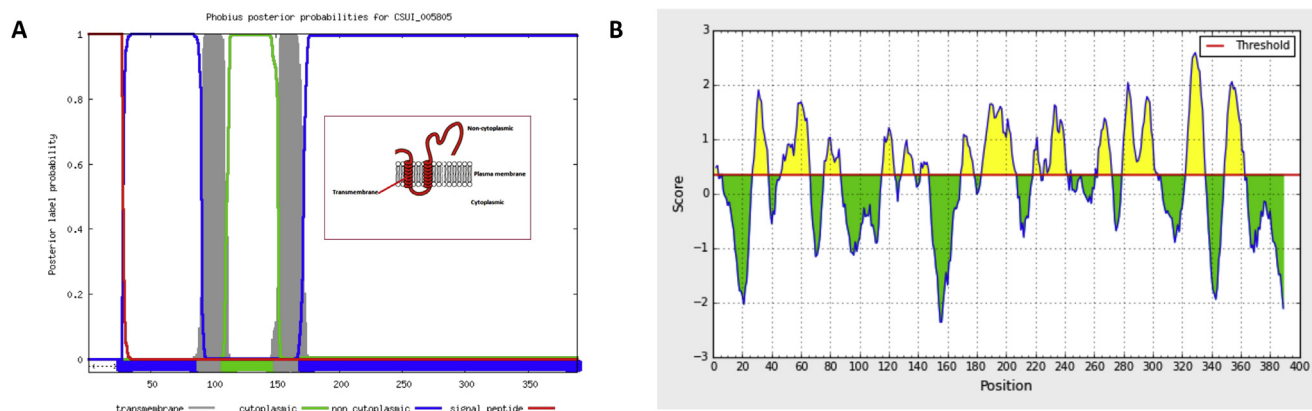 A
Phobius posterior probabilities for CSUI_005805
Posterior label probability
1
0.8
0.6
0.4
0.2
0
50 100 150 200 250 300 350
Non-cytoplasmic
Plasma membrane
Transmembrane
Cytoplasmic
transmembrane cytoplasmic non cytoplasmic signal peptide
B
Threshold
Score
3
2
1
0
−1
−2
−3
0 20 40 60 80 100 120 140 160 180 200 220 240 260 280 300 320 340 360 380 400
Position